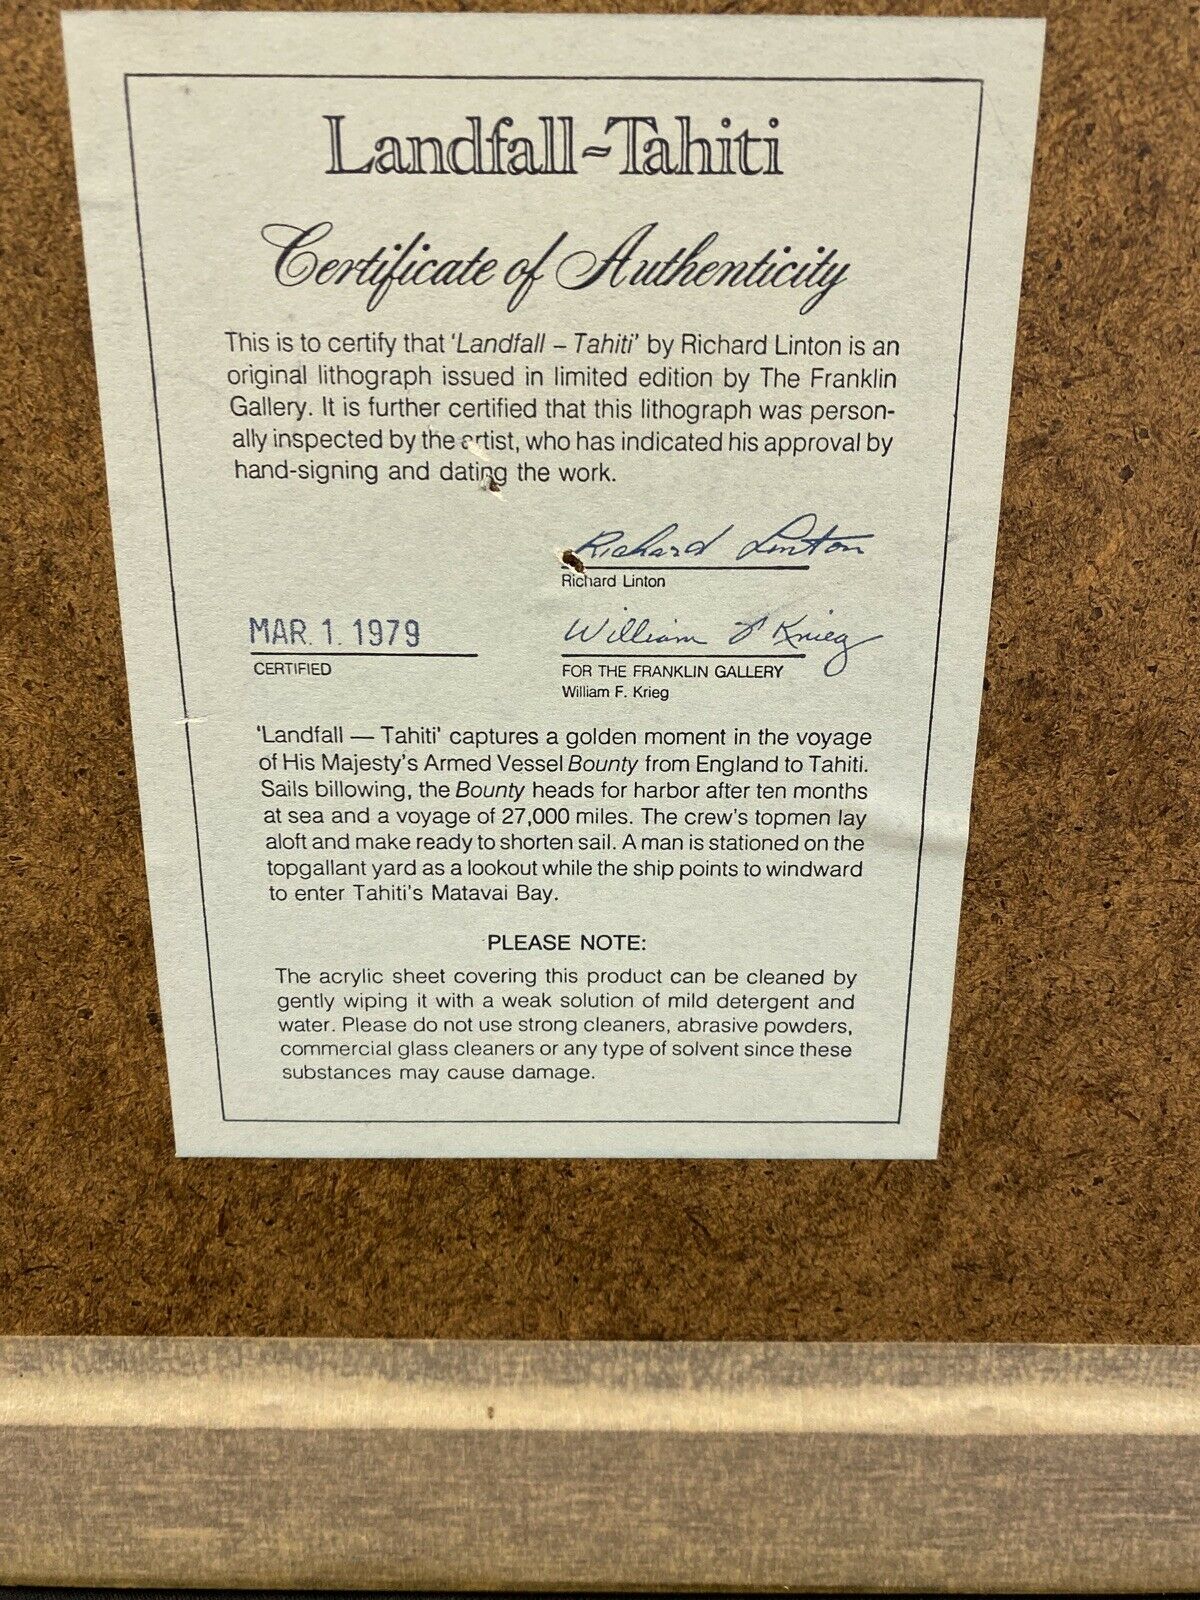 Landfall~Tahiti
Certificate of Authenticity
This is to certify that 'Landfall – Tahiti' by Richard Linton is an
original lithograph issued in limited edition by The Franklin
Gallery. It is further certified that this lithograph was person-
ally inspected by the artist, who has indicated his approval by
hand-signing and dating the work.
Richard Linton
Richard Linton
MAR. 1. 1979
William F Krieg
CERTIFIED
FOR THE FRANKLIN GALLERY
William F. Krieg
'Landfall — Tahiti' captures a golden moment in the voyage
of His Majesty's Armed Vessel Bounty from England to Tahiti.
Sails billowing, the Bounty heads for harbor after ten months
at sea and a voyage of 27,000 miles. The crew's topmen lay
aloft and make ready to shorten sail. A man is stationed on the
topgallant yard as a lookout while the ship points to windward
to enter Tahiti's Matavai Bay.
PLEASE NOTE:
The acrylic sheet covering this product can be cleaned by
gently wiping it with a weak solution of mild detergent and
water. Please do not use strong cleaners, abrasive powders,
commercial glass cleaners or any type of solvent since these
substances may cause damage.